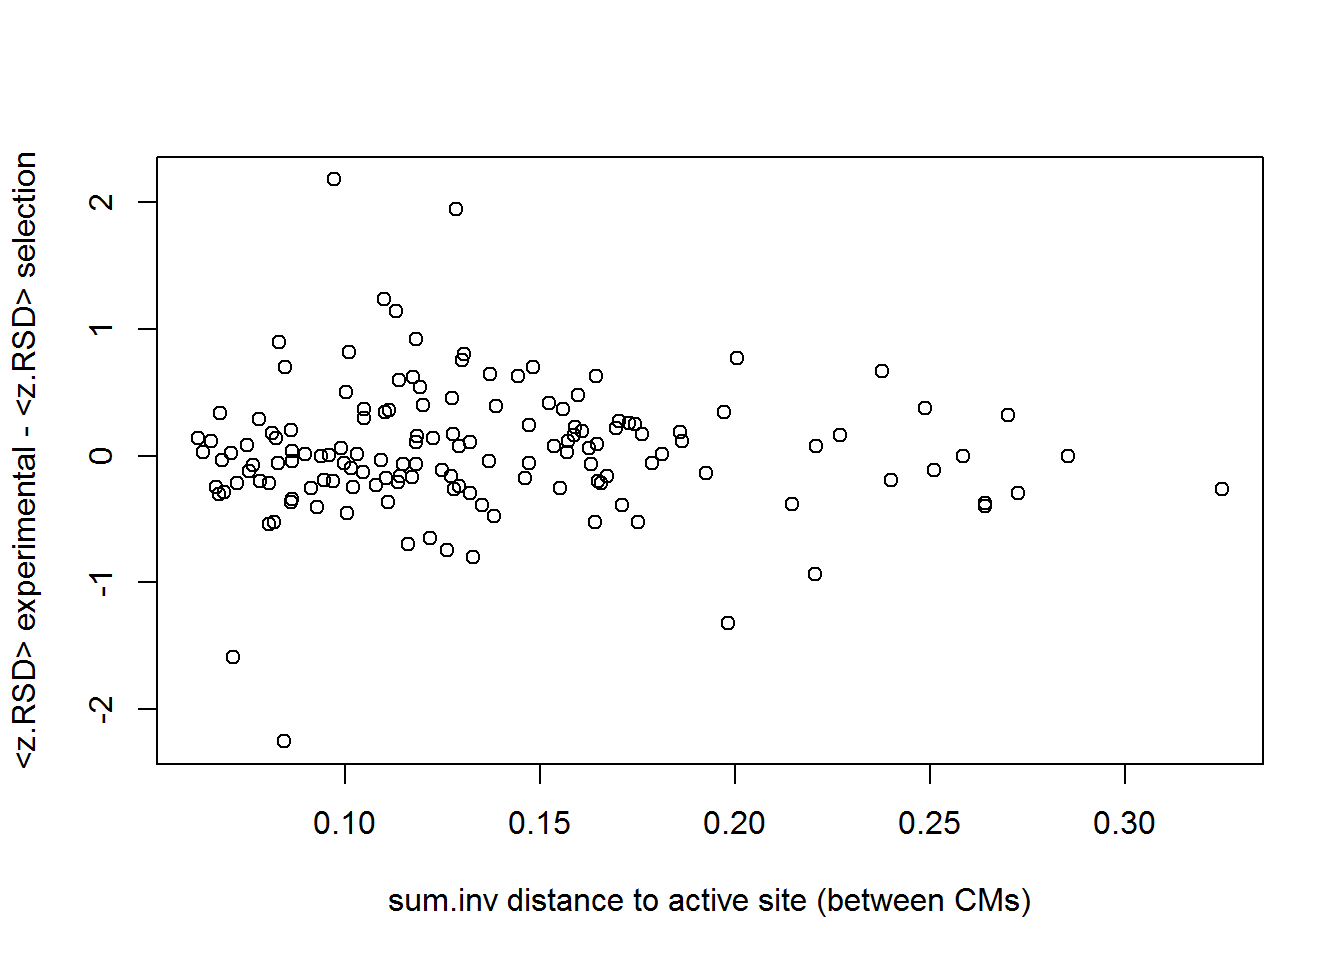 <z.RSD> experimental - <z.RSD> selection
2
1
0
-1
-2
0.10 0.15 0.20 0.25 0.30
sum.inv distance to active site (between CMs)